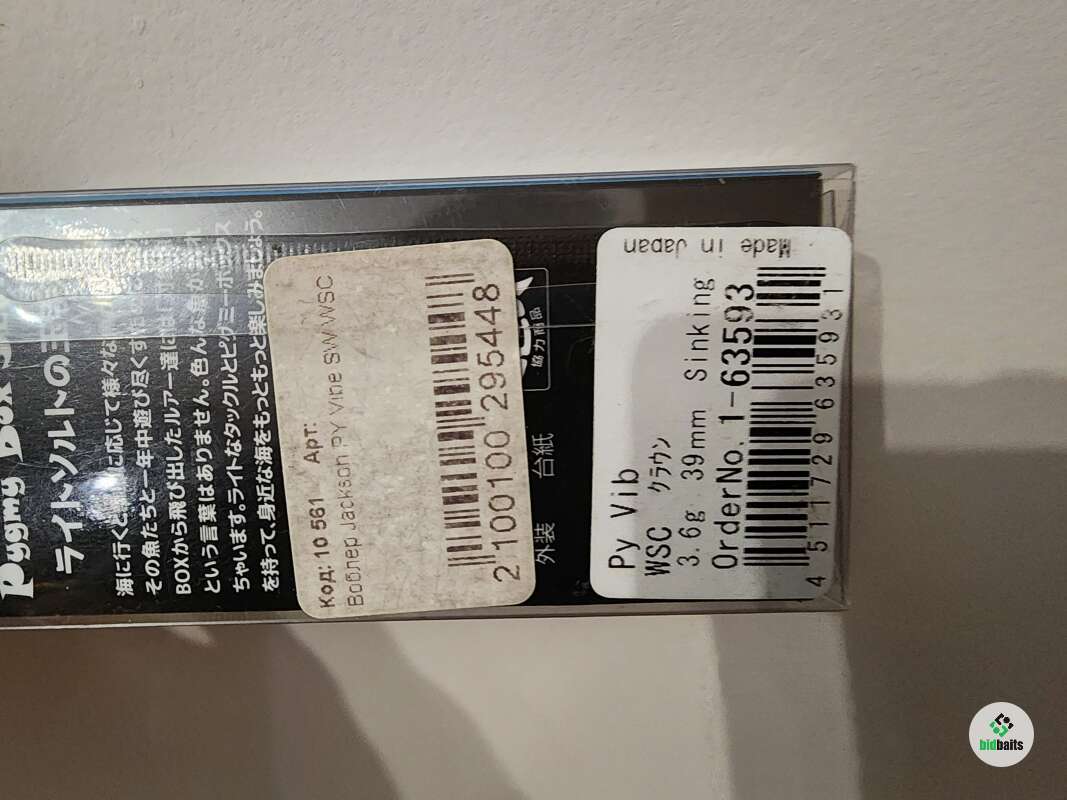 Pygmy Box
ライトソルトの
海に行くと
に応じて様々な
その魚たちと一年中遊び尽くす
BOXから飛び出したルアー達に
という言葉はありません。色んな
ちゃいます。ライトなタックルとピグミーボックス
を持って、身近な海をもっともっと楽しみましょう。
Код: 10 561 Арт:
Воблер Jackson PY Vine SW WSC
2 100100 295448
協力商品
外装 台紙
Py Vib
WSC クラウン
3.6g 39mm Sinking
OrderNo. 1-63593
4 511729 635931
Made in Japan
bidbaits